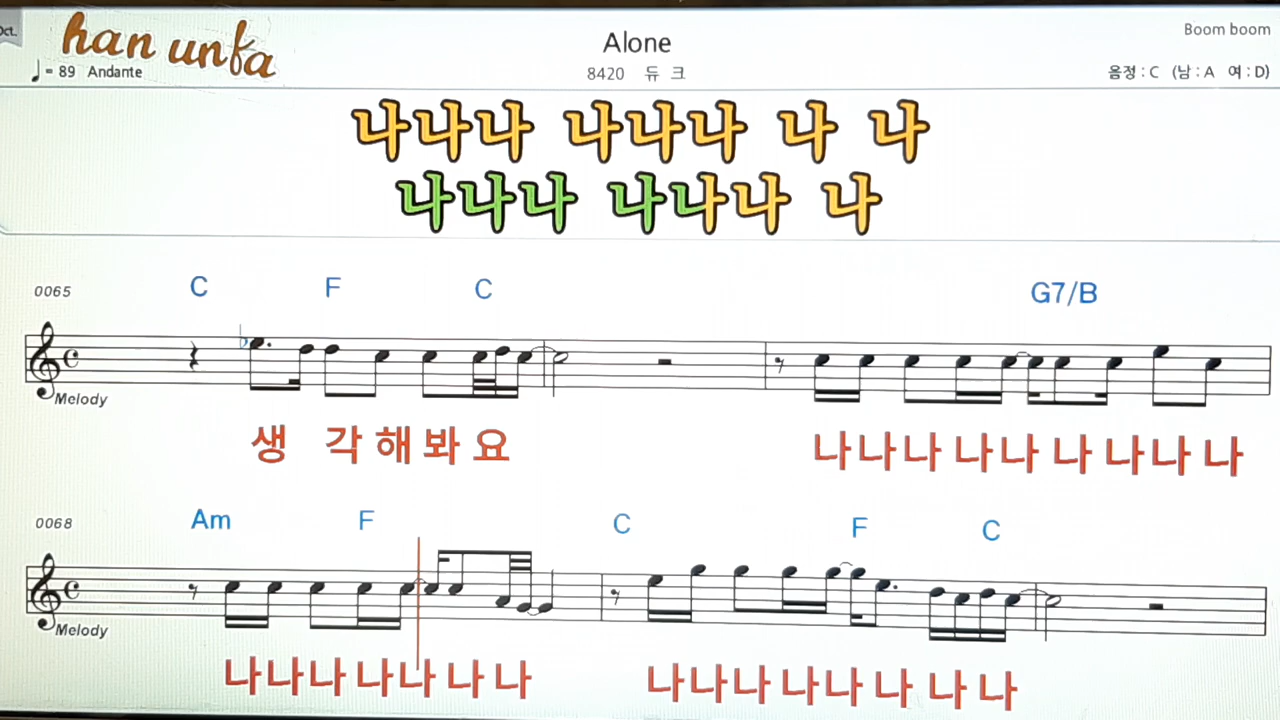 Oct.
han unfa
♩= 89 Andante
Alone
8420 듀 크
Boom boom
음정 : C (남 : A 여 : D)
나나나 나나나 나 나
나나나 나나나 나
0065 C F C G7/B
Melody
생 각 해 봐 요 나 나 나 나 나 나 나 나 나
0068 Am F C F C
Melody
나 나 나 나 나 나 나 나 나 나 나 나 나 나 나